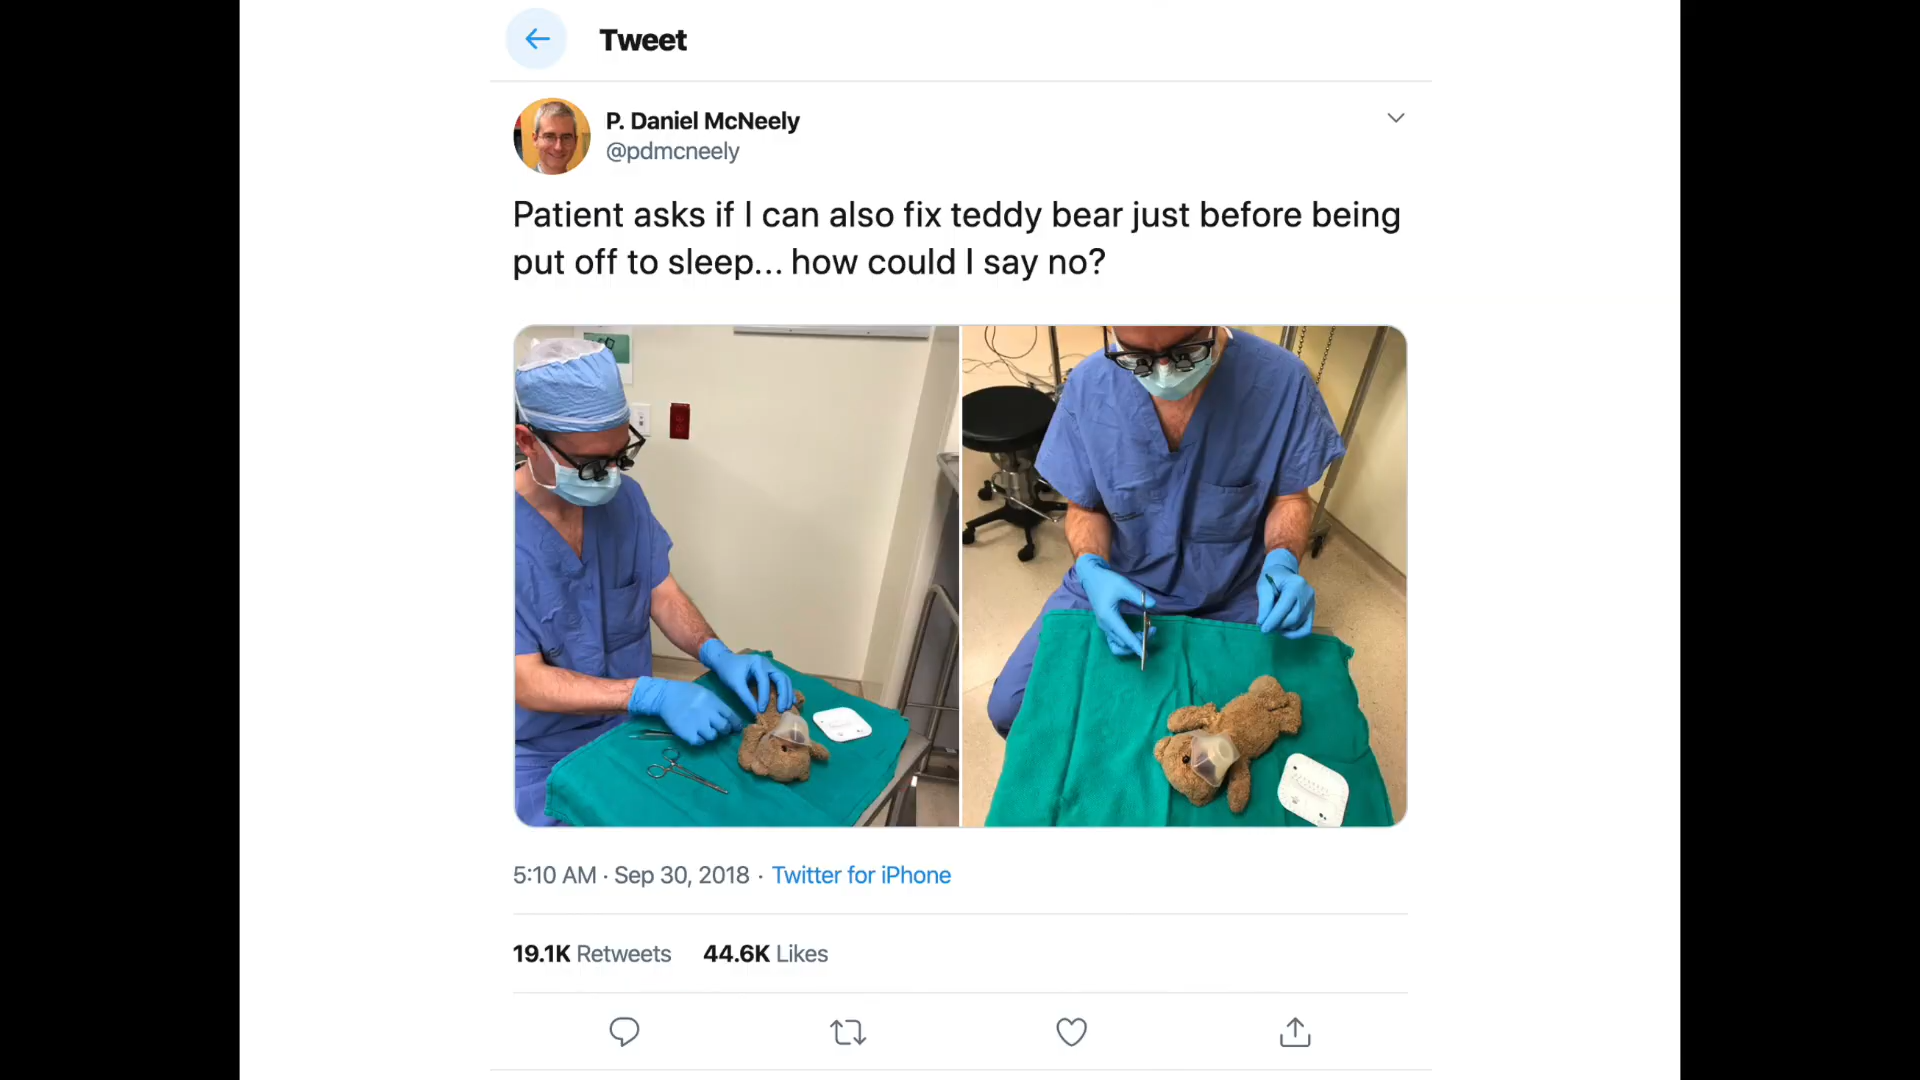 Tweet
P. Daniel McNeely
@pdmcneely
Patient asks if I can also fix teddy bear just before being
put off to sleep... how could I say no?
5:10 AM · Sep 30, 2018 · Twitter for iPhone
19.1K Retweets 44.6K Likes